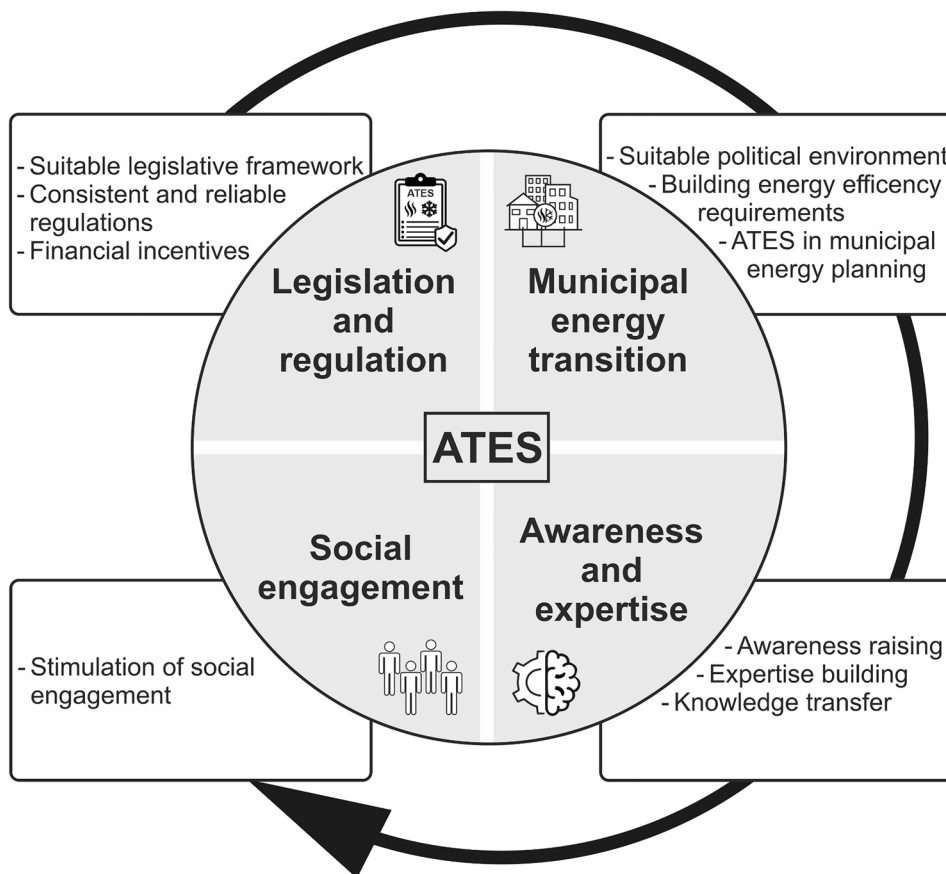 - Suitable legislative framework
- Consistent and reliable
regulations
- Financial incentives
- Suitable political environment
- Building energy efficency
requirements
- ATES in municipal
energy planning
ATES
Legislation
and
regulation
Municipal
energy
transition
ATES
Social
engagement
Awareness
and
expertise
- Stimulation of social
engagement
- Awareness raising
- Expertise building
- Knowledge transfer